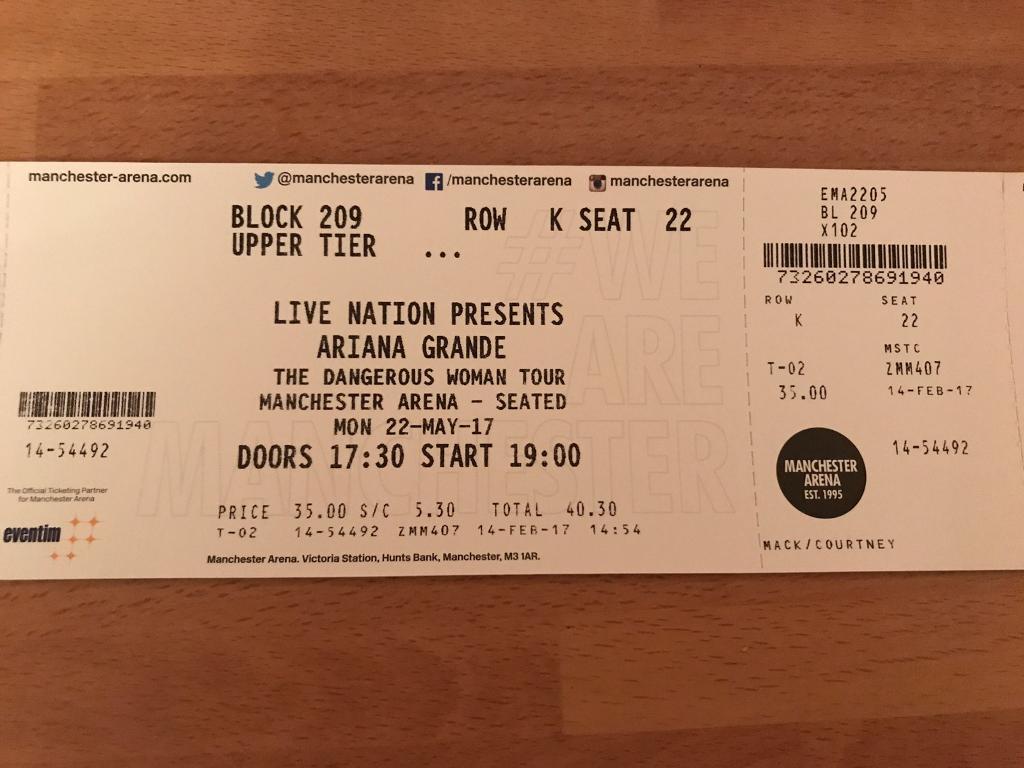 manchester-arena.com
@manchesterarena /manchesterarena manchesterarena
BLOCK 209 ROW K SEAT 22
UPPER TIER ...
#WE
ARE
MANCHESTER
LIVE NATION PRESENTS
ARIANA GRANDE
THE DANGEROUS WOMAN TOUR
MANCHESTER ARENA - SEATED
MON 22-MAY-17
DOORS 17:30 START 19:00
PRICE 35.00 S/C 5.30 TOTAL 40.30
T-02 14-54492 ZMM407 14-FEB-17 14:54
Manchester Arena. Victoria Station, Hunts Bank, Manchester, M3 1AR.
73260278691940
14-54492
The Official Ticketing Partner
for Manchester Arena
eventim
EMA2205
BL 209
X102
73260278691940
ROW SEAT
K 22
MSTC
T-02 ZMM407
35.00 14-FEB-17
14-54492
MANCHESTER
ARENA
EST. 1995
MACK/COURTNEY